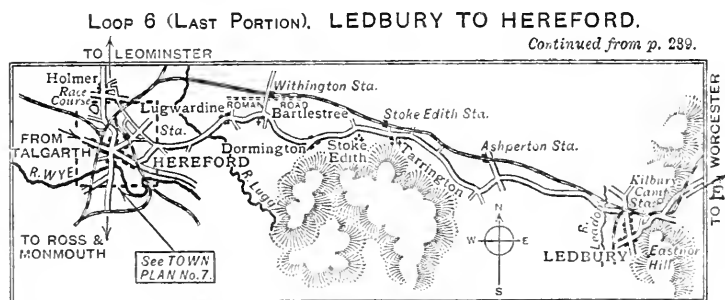 LOOP 6 (LAST PORTION). LEDBURY TO HEREFORD.
Continued from p. 239.
TO LEOMINSTER
Holmer
Race
Course
Withington Sta.
Lugwardine
ROMAN ROAD
Bartlestree
Stoke Edith Sta.
Sta.
FROM
TALGARTH
HEREFORD
Dormington
Stoke
Edith
Tarrington
Ashperton Sta.
R. WYE
R. Lugg
Kilbury
Camp
Sta.
TO WORCESTER
R. Leadon
N
W E
S
LEDBURY
Eastnor
Hill
TO ROSS &
MONMOUTH
See TOWN
PLAN No. 7.